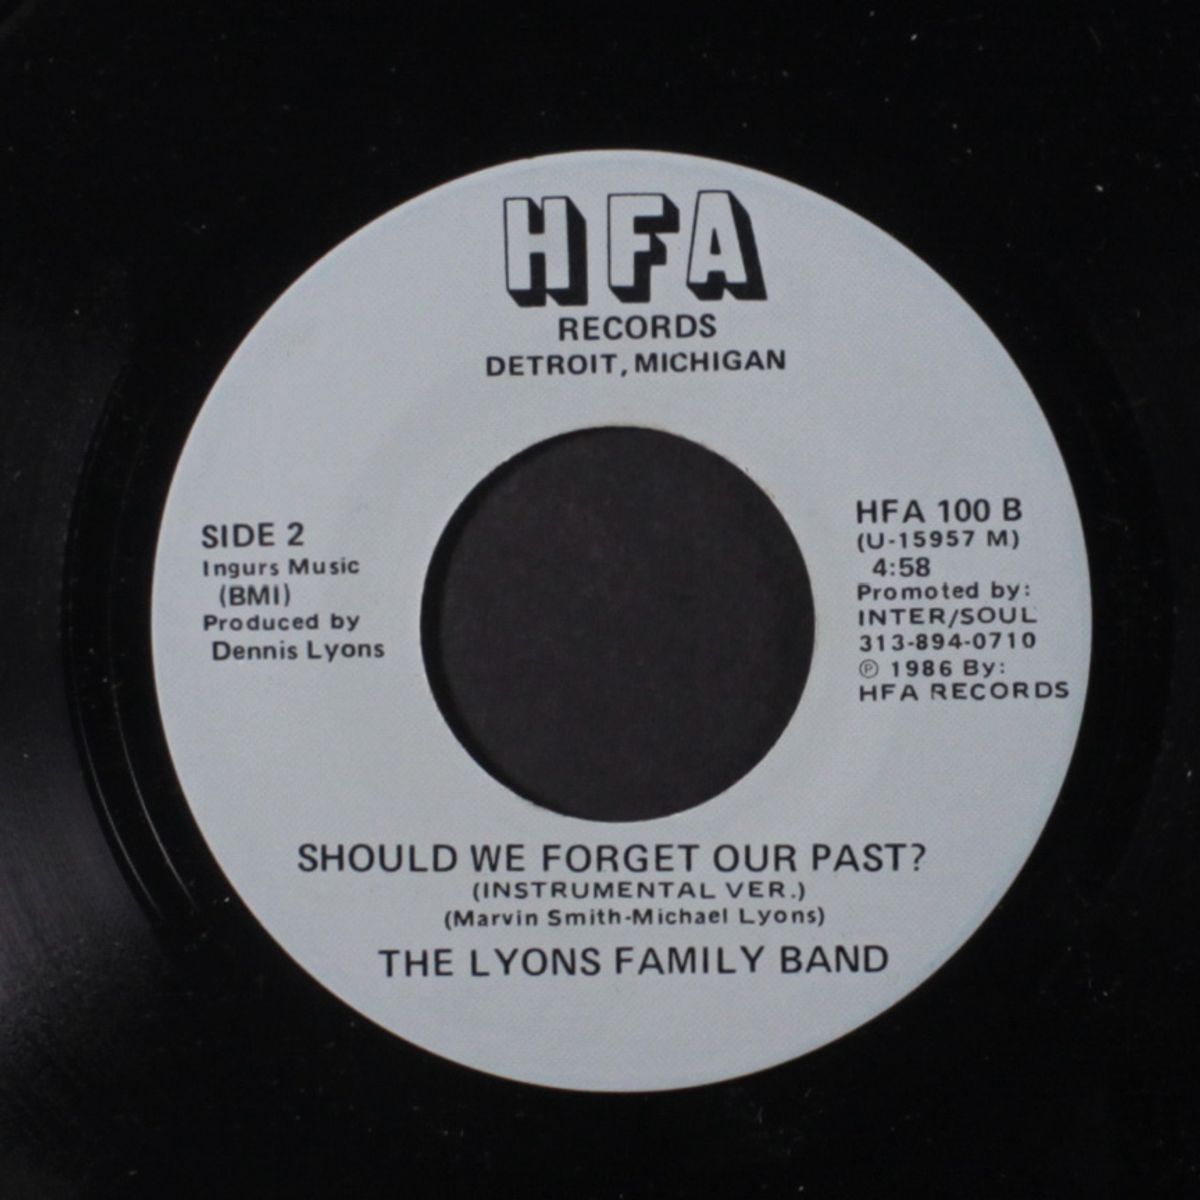 HFA
RECORDS
DETROIT, MICHIGAN
SIDE 2
Ingurs Music
(BMI)
Produced by
Dennis Lyons
HFA 100 B
(U-15957 M)
4:58
Promoted by:
INTER/SOUL
313-894-0710
℗ 1986 By:
HFA RECORDS
SHOULD WE FORGET OUR PAST?
(INSTRUMENTAL VER.)
(Marvin Smith-Michael Lyons)
THE LYONS FAMILY BAND